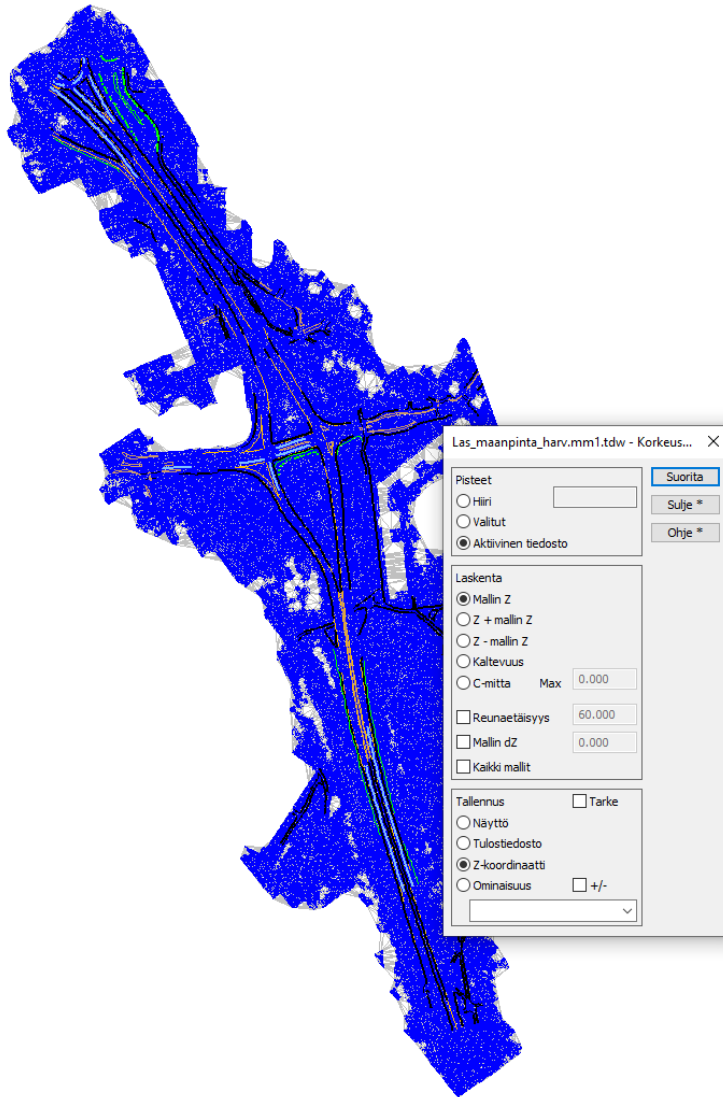 Las_maanpinta_harv.mm1.tdw - Korkeus...
Pisteet
Hiiri
Valitut
Aktiivinen tiedosto
Suorita
Sulje *
Ohje *
Laskenta
Mallin Z
Z + mallin Z
Z - mallin Z
Kaltevuus
C-mitta Max 0.000
Reunaetäisyys 60.000
Mallin dZ 0.000
Kaikki mallit
Tallennus Tarke
Näyttö
Tulostiedosto
Z-koordinaatti
Ominaisuus +/-